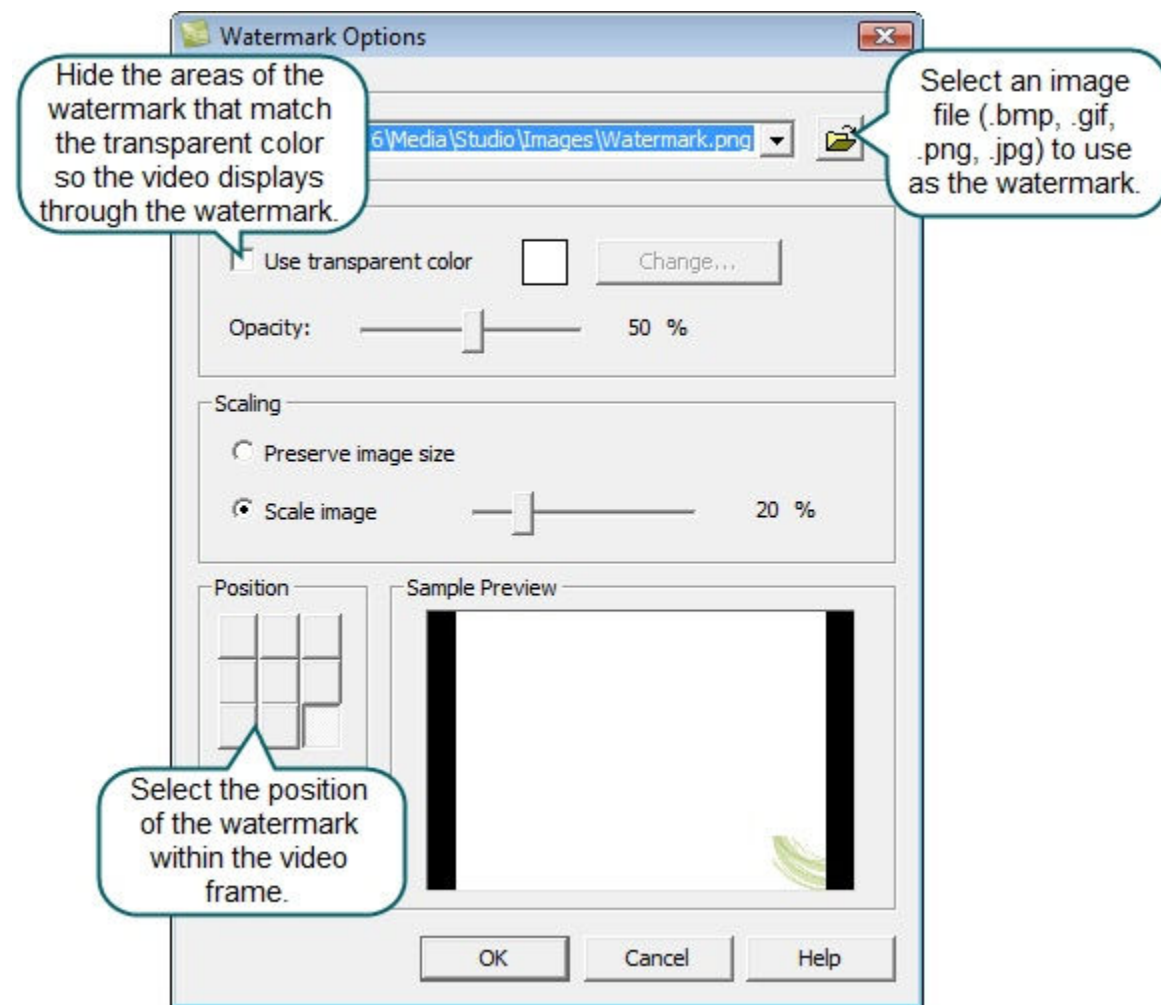 Watermark Options
Hide the areas of the
watermark that match
the transparent color
so the video displays
through the watermark.
Select an image
file (.bmp, .gif,
.png, .jpg) to use
as the watermark.
6\Media\Studio\Images\Watermark.png
Use transparent color
Change...
Opacity:
50 %
Scaling
Preserve image size
Scale image
20 %
Position
Sample Preview
Select the position
of the watermark
within the video
frame.
OK
Cancel
Help